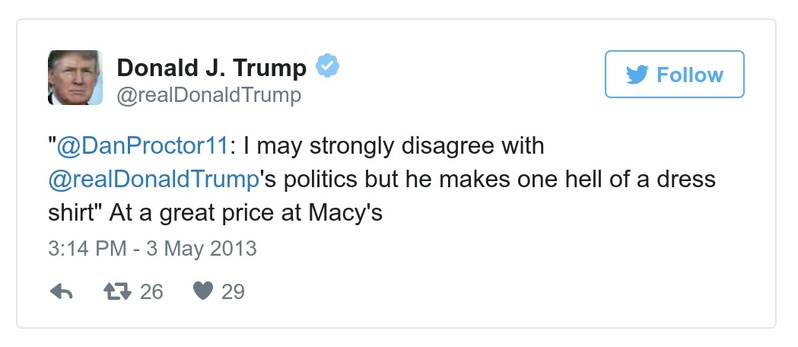 Donald J. Trump
@realDonaldTrump
Follow
"@DanProctor11: I may strongly disagree with
@realDonaldTrump's politics but he makes one hell of a dress
shirt" At a great price at Macy's
3:14 PM - 3 May 2013
26 29